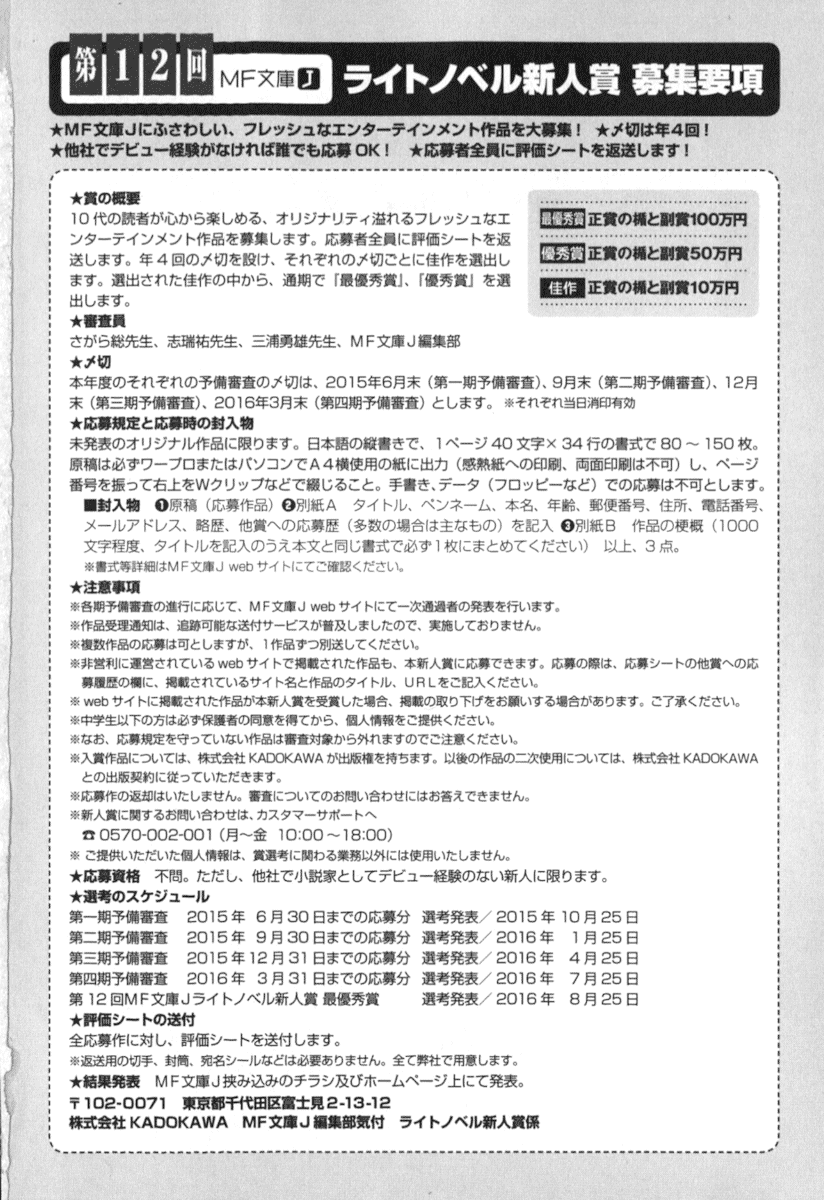 第12回 MF文庫J ライトノベル新人賞 募集要項
★MF文庫Jにふさわしい、フレッシュなエンターテインメント作品を大募集! ★〆切は年4回!
★他社でデビュー経験がなければ誰でも応募OK! ★応募者全員に評価シートを返送します!
★賞の概要
10代の読者が心から楽しめる、オリジナリティ溢れるフレッシュなエ
ンターテインメント作品を募集します。応募者全員に評価シートを返
送します。年4回の〆切を設け、それぞれの〆切ごとに佳作を選出し
ます。選出された佳作の中から、通期で『最優秀賞』、『優秀賞』を選
出します。
最優秀賞 正賞の楯と副賞100万円
優秀賞 正賞の楯と副賞50万円
佳作 正賞の楯と副賞10万円
★審査員
さがら総先生、志瑞祐先生、三浦勇雄先生、MF文庫J編集部
★〆切
本年度のそれぞれの予備審査の〆切は、2015年6月末(第一期予備審査)、9月末(第二期予備審査)、12月
末(第三期予備審査)、2016年3月末(第四期予備審査)とします。 ※それぞれ当日消印有効
★応募規定と応募時の封入物
未発表のオリジナル作品に限ります。日本語の縦書きで、1ページ40文字×34行の書式で80～150枚。
原稿は必ずワープロまたはパソコンでA4横使用の紙に出力(感熱紙への印刷、両面印刷は不可)し、ページ
番号を振って右上をWクリップなどで綴じること。手書き、データ(フロッピーなど)での応募は不可とします。
■封入物 ❶原稿(応募作品)❷別紙A タイトル、ペンネーム、本名、年齢、郵便番号、住所、電話番号、
メールアドレス、略歴、他賞への応募歴(多数の場合は主なもの)を記入 ❸別紙B 作品の梗概(1000
文字程度、タイトルを記入のうえ本文と同じ書式で必ず1枚にまとめてください) 以上、3点。
※書式等詳細はMF文庫J webサイトにてご確認ください。
★注意事項
※各期予備審査の進行に応じて、MF文庫J webサイトにて一次通過者の発表を行います。
※作品受理通知は、追跡可能な送付サービスが普及しましたので、実施しておりません。
※複数作品の応募は可としますが、1作品ずつ別送してください。
※非営利に運営されているwebサイトで掲載された作品も、本新人賞に応募できます。応募の際は、応募シートの他賞への応
募履歴の欄に、掲載されているサイト名と作品のタイトル、URLをご記入ください。
※webサイトに掲載された作品が本新人賞を受賞した場合、掲載の取り下げをお願いする場合があります。ご了承ください。
※中学生以下の方は必ず保護者の同意を得てから、個人情報をご提供ください。
※なお、応募規定を守っていない作品は審査対象から外れますのでご注意ください。
※入賞作品については、株式会社KADOKAWAが出版権を持ちます。以後の作品の二次使用については、株式会社KADOKAWA
との出版契約に従っていただきます。
※応募作の返却はいたしません。審査についてのお問い合わせにはお答えできません。
※新人賞に関するお問い合わせは、カスタマーサポートへ
☎0570-002-001(月～金 10:00～18:00)
※ ご提供いただいた個人情報は、賞選考に関わる業務以外には使用いたしません。
★応募資格 不問。ただし、他社で小説家としてデビュー経験のない新人に限ります。
★選考のスケジュール
第一期予備審査 2015年 6月30日までの応募分 選考発表／2015年10月25日
第二期予備審査 2015年 9月30日までの応募分 選考発表／2016年 1月25日
第三期予備審査 2015年12月31日までの応募分 選考発表／2016年 4月25日
第四期予備審査 2016年 3月31日までの応募分 選考発表／2016年 7月25日
第12回MF文庫Jライトノベル新人賞 最優秀賞 選考発表／2016年 8月25日
★評価シートの送付
全応募作に対し、評価シートを送付します。
※返送用の切手、封筒、宛名シールなどは必要ありません。全て弊社で用意します。
★結果発表 MF文庫J挟み込みのチラシ及びホームページ上にて発表。
〒102-0071 東京都千代田区富士見2-13-12
株式会社KADOKAWA MF文庫J編集部気付 ライトノベル新人賞係